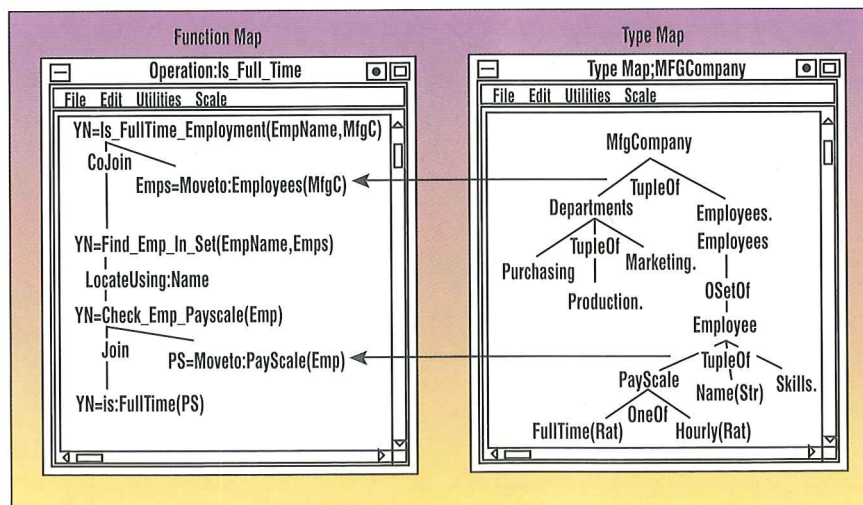 Function Map
Operation:Is_Full_Time
File Edit Utilities Scale
YN=Is_FullTime_Employment(EmpName,MfgC)
CoJoin
Emps=Moveto:Employees(MfgC)
YN=Find_Emp_In_Set(EmpName,Emps)
LocateUsing:Name
YN=Check_Emp_Payscale(Emp)
Join
PS=Moveto:PayScale(Emp)
YN=is:FullTime(PS)
Type Map
Type Map;MFGCompany
File Edit Utilities Scale
MfgCompany
TupleOf
Departments
Employees.
TupleOf
Employees
Purchasing
Marketing.
Production.
OSetOf
Employee
TupleOf
PayScale
Name(Str)
Skills.
OneOf
FullTime(Rat)
Hourly(Rat)